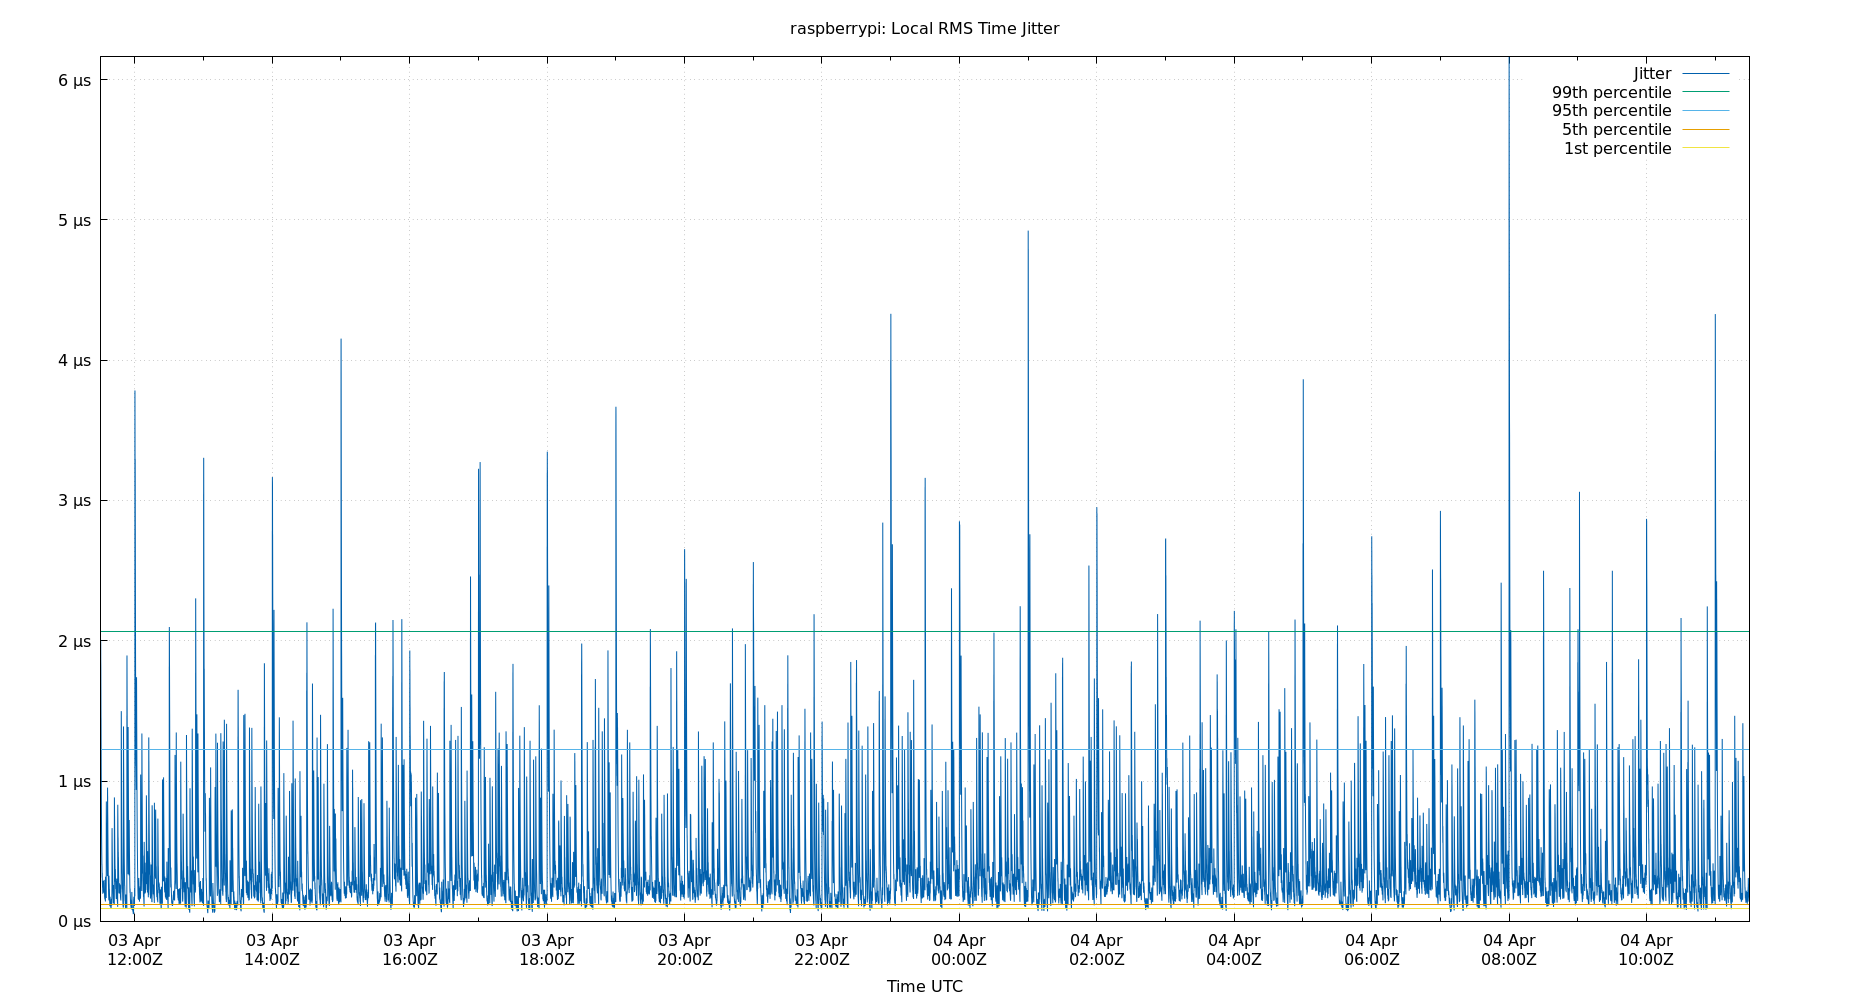 raspberrypi: Local RMS Time Jitter
6 µs
5 µs
4 µs
3 µs
2 µs
1 µs
0 µs
Jitter
99th percentile
95th percentile
5th percentile
1st percentile
03 Apr 03 Apr 03 Apr 03 Apr 03 Apr 03 Apr 04 Apr 04 Apr 04 Apr 04 Apr 04 Apr 04 Apr
12:00Z 14:00Z 16:00Z 18:00Z 20:00Z 22:00Z 00:00Z 02:00Z 04:00Z 06:00Z 08:00Z 10:00Z
Time UTC